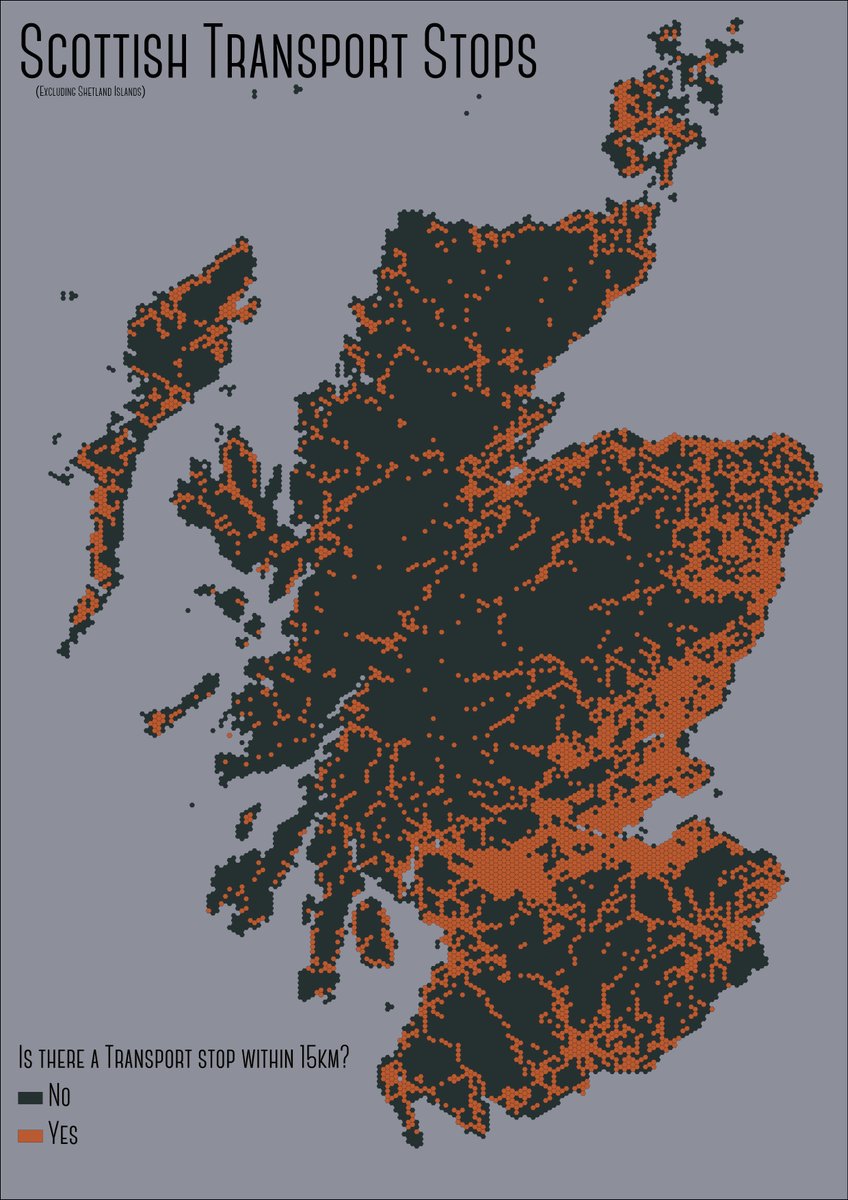 Scottish Transport Stops
(Excluding Shetland Islands)
Is there a Transport stop within 15km?
No
Yes